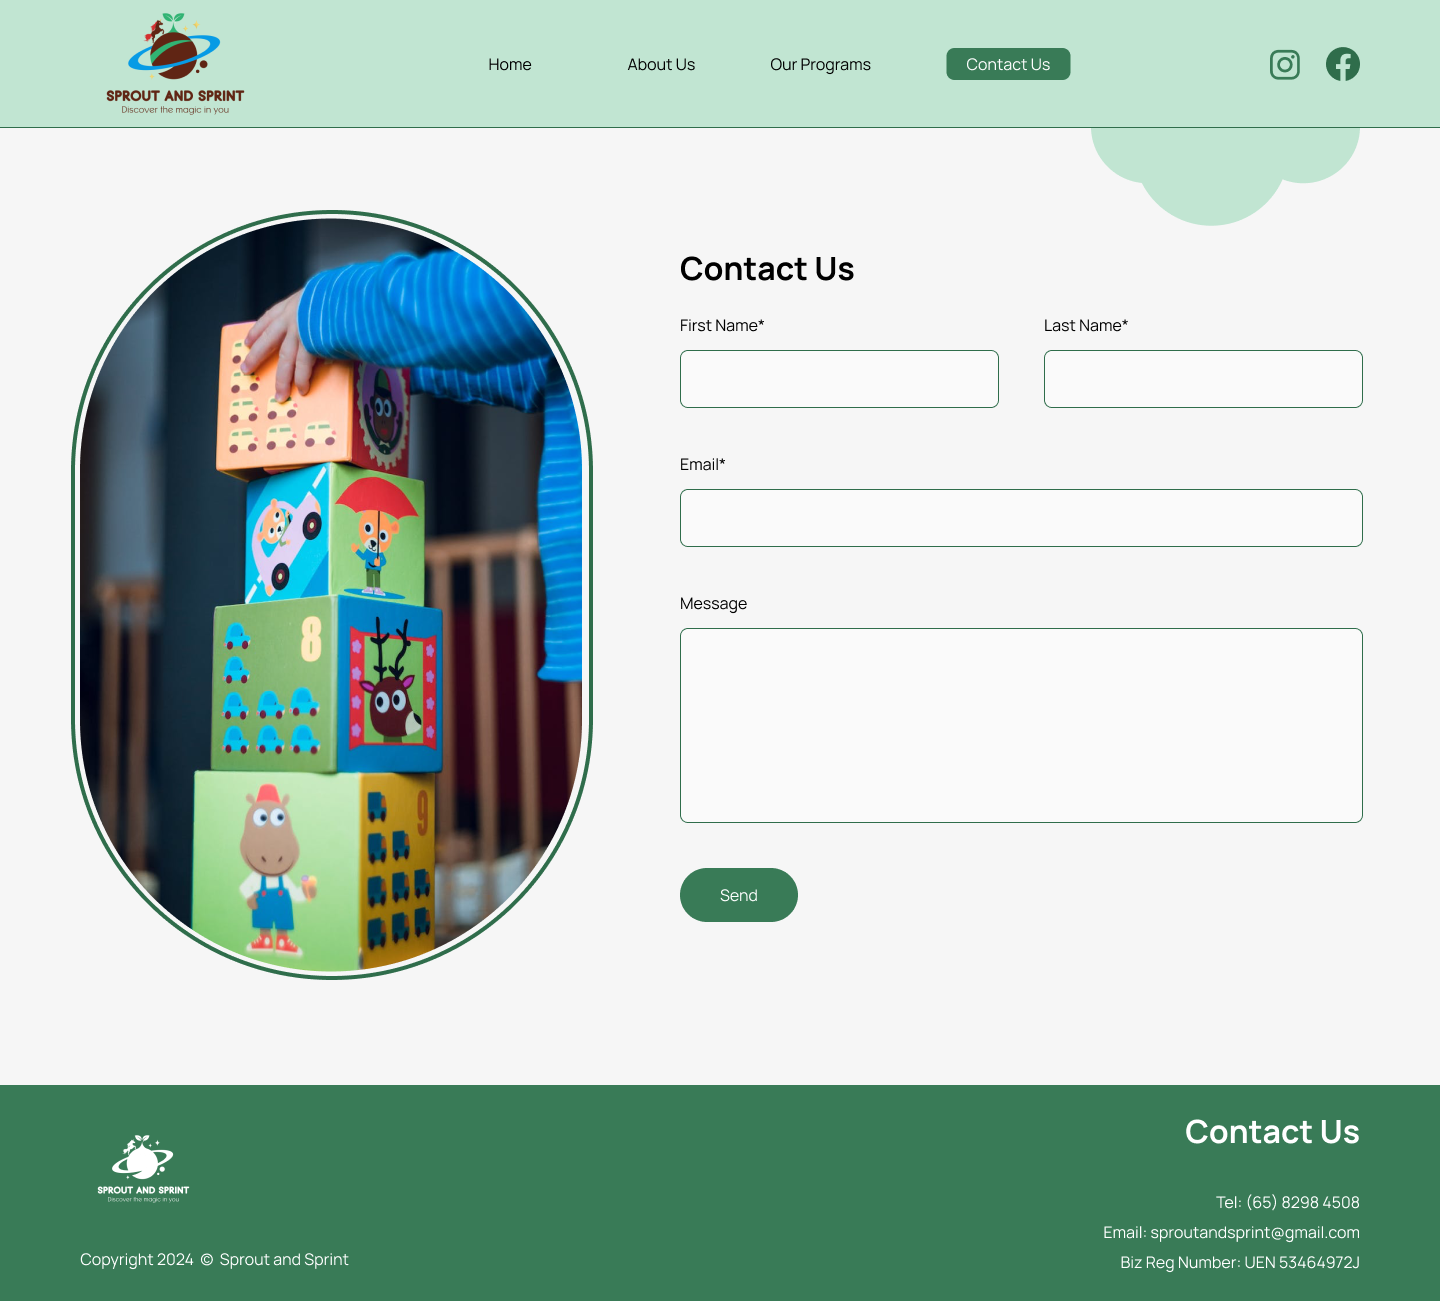 SPROUT AND SPRINT
Discover the magic in you
Home
About Us
Our Programs
Contact Us
Contact Us
First Name*
Last Name*
Email*
Message
8
9
Send
SPROUT AND SPRINT
Discover the magic in you
Copyright 2024 © Sprout and Sprint
Contact Us
Tel: (65) 8298 4508
Email: sproutandsprint@gmail.com
Biz Reg Number: UEN 53464972J